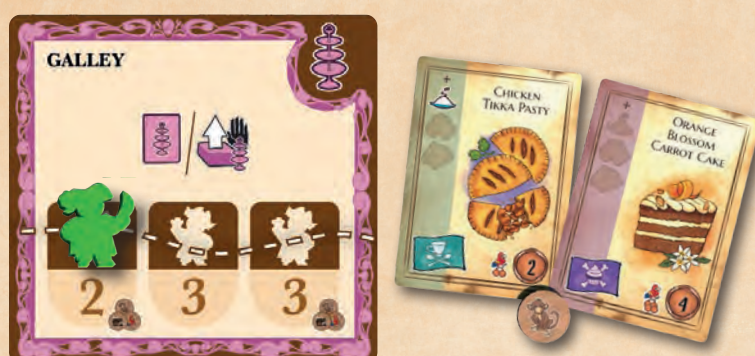 GALLEY
2 3 3
CHICKEN
TIKKA PASTY
2
ORANGE
BLOSSOM
CARROT CAKE
4